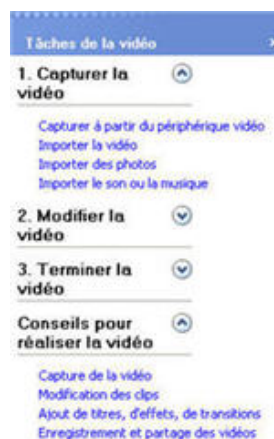 Tâches de la vidéo
1. Capturer la
vidéo
Capturer à partir du périphérique vidéo
Importer la vidéo
Importer des photos
Importer le son ou la musique
2. Modifier la
vidéo
3. Terminer la
vidéo
Conseils pour
réaliser la vidéo
Capture de la vidéo
Modification des clips
Ajout de titres, d'effets, de transitions
Enregistrement et partage des vidéos